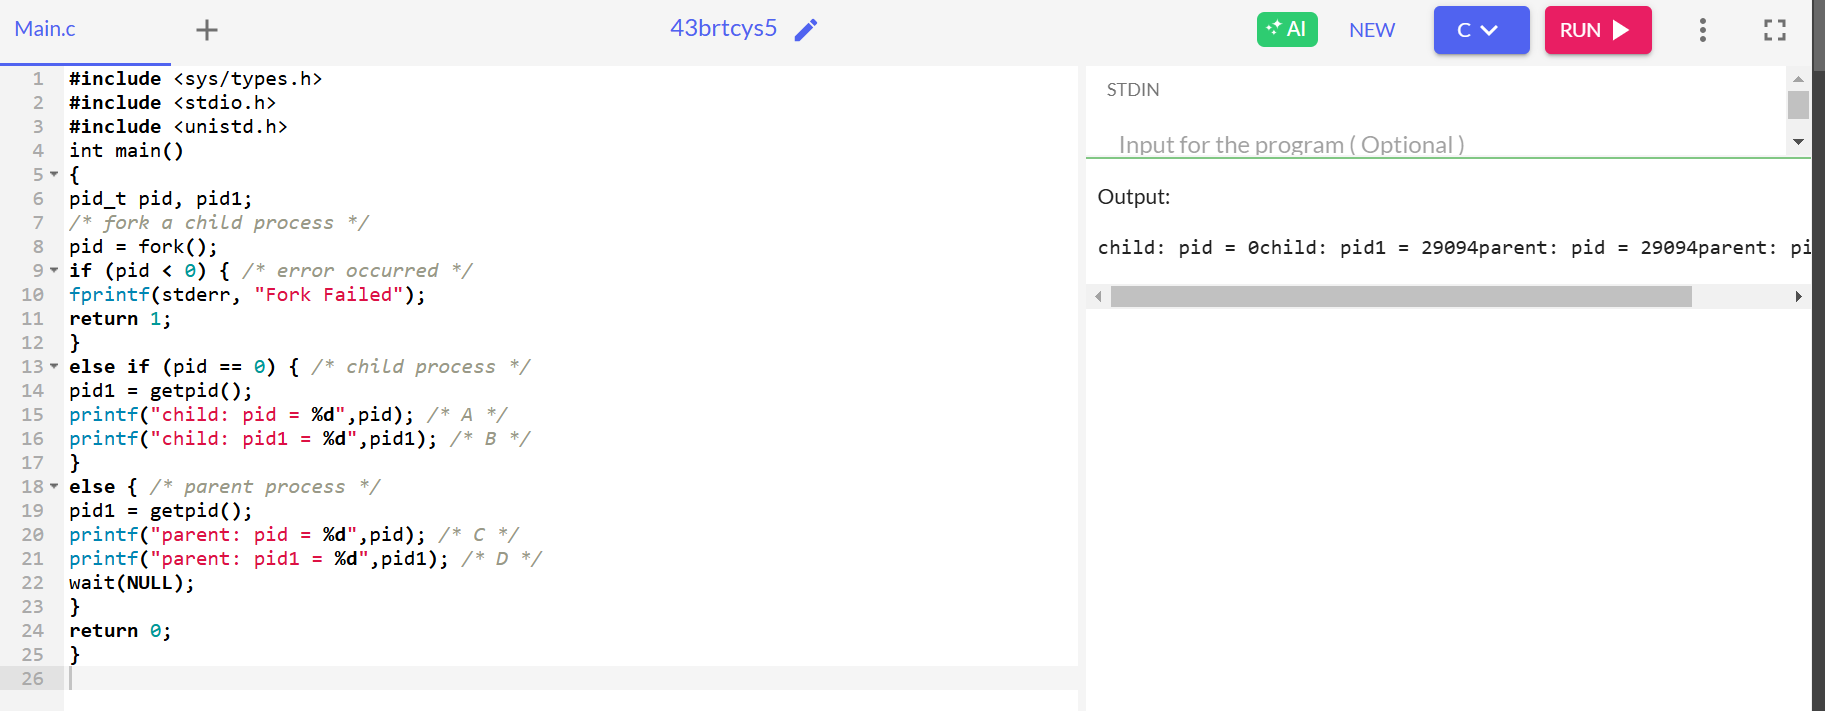 Main.c
43brtcys5
AI
NEW
C
RUN
1 #include <sys/types.h>
2 #include <stdio.h>
3 #include <unistd.h>
4 int main()
5 {
6 pid_t pid, pid1;
7 /* fork a child process */
8 pid = fork();
9 if (pid < 0) { /* error occurred */
10 fprintf(stderr, "Fork Failed");
11 return 1;
12 }
13 else if (pid == 0) { /* child process */
14 pid1 = getpid();
15 printf("child: pid = %d",pid); /* A */
16 printf("child: pid1 = %d",pid1); /* B */
17 }
18 else { /* parent process */
19 pid1 = getpid();
20 printf("parent: pid = %d",pid); /* C */
21 printf("parent: pid1 = %d",pid1); /* D */
22 wait(NULL);
23 }
24 return 0;
25 }
26
STDIN
Input for the program ( Optional )
Output:
child: pid = 0child: pid1 = 29094parent: pid = 29094parent: pi